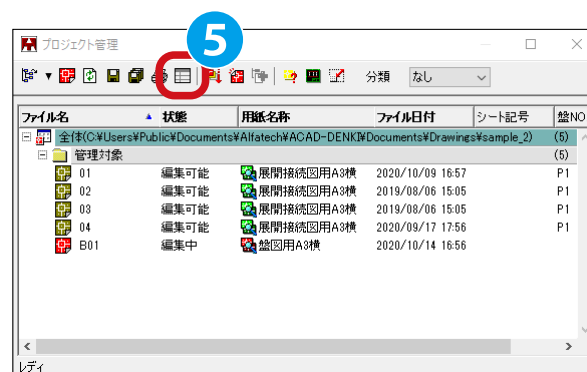 プロジェクト管理
5
分類 なし
ファイル名 状態 用紙名称 ファイル日付 シート記号 盤NO
全体(C:¥Users¥Public¥Documents¥Alfatech¥ACAD-DENKI¥Documents¥Drawings¥sample_2) (5)
管理対象 (5)
01 編集可能 展開接続図用A3横 2020/10/09 16:57 P1
02 編集可能 展開接続図用A3横 2019/08/06 15:05 P1
03 編集可能 展開接続図用A3横 2019/08/06 15:05 P1
04 編集可能 展開接続図用A3横 2020/09/17 17:56 P1
B01 編集中 盤図用A3横 2020/10/14 16:56
レディ